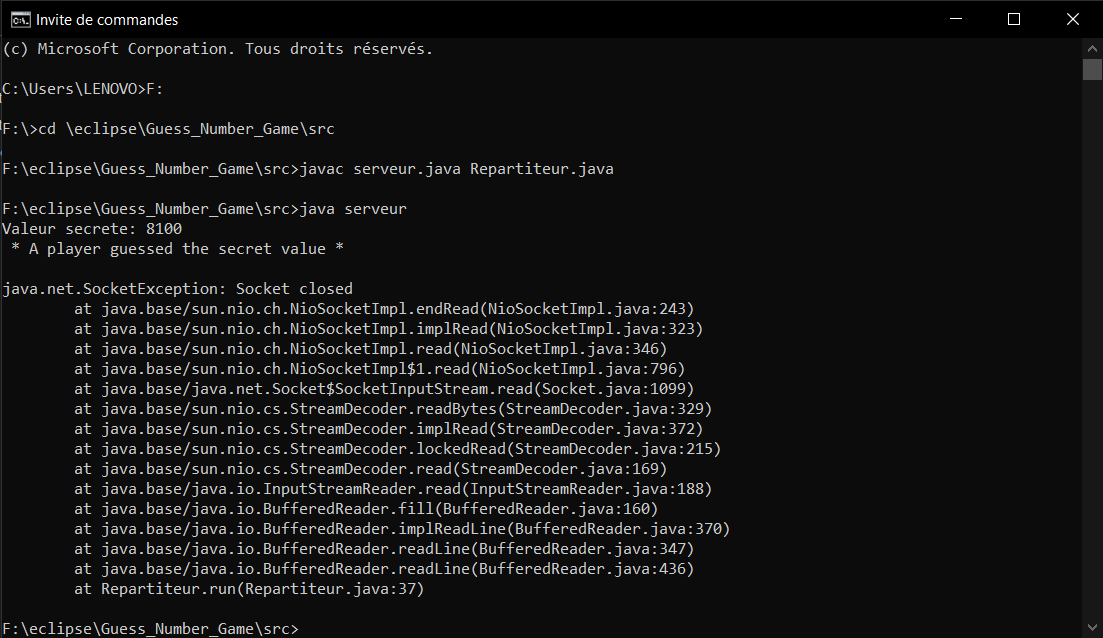 Invite de commandes
(c) Microsoft Corporation. Tous droits réservés.
C:\Users\LENOVO>F:
F:\>cd \eclipse\Guess_Number_Game\src
F:\eclipse\Guess_Number_Game\src>javac serveur.java Repartiteur.java
F:\eclipse\Guess_Number_Game\src>java serveur
Valeur secrete: 8100
 * A player guessed the secret value *
java.net.SocketException: Socket closed
        at java.base/sun.nio.ch.NioSocketImpl.endRead(NioSocketImpl.java:243)
        at java.base/sun.nio.ch.NioSocketImpl.implRead(NioSocketImpl.java:323)
        at java.base/sun.nio.ch.NioSocketImpl.read(NioSocketImpl.java:346)
        at java.base/sun.nio.ch.NioSocketImpl$1.read(NioSocketImpl.java:796)
        at java.base/java.net.Socket$SocketInputStream.read(Socket.java:1099)
        at java.base/sun.nio.cs.StreamDecoder.readBytes(StreamDecoder.java:329)
        at java.base/sun.nio.cs.StreamDecoder.implRead(StreamDecoder.java:372)
        at java.base/sun.nio.cs.StreamDecoder.lockedRead(StreamDecoder.java:215)
        at java.base/sun.nio.cs.StreamDecoder.read(StreamDecoder.java:169)
        at java.base/java.io.InputStreamReader.read(InputStreamReader.java:188)
        at java.base/java.io.BufferedReader.fill(BufferedReader.java:160)
        at java.base/java.io.BufferedReader.implReadLine(BufferedReader.java:370)
        at java.base/java.io.BufferedReader.readLine(BufferedReader.java:347)
        at java.base/java.io.BufferedReader.readLine(BufferedReader.java:436)
        at Repartiteur.run(Repartiteur.java:37)
F:\eclipse\Guess_Number_Game\src>